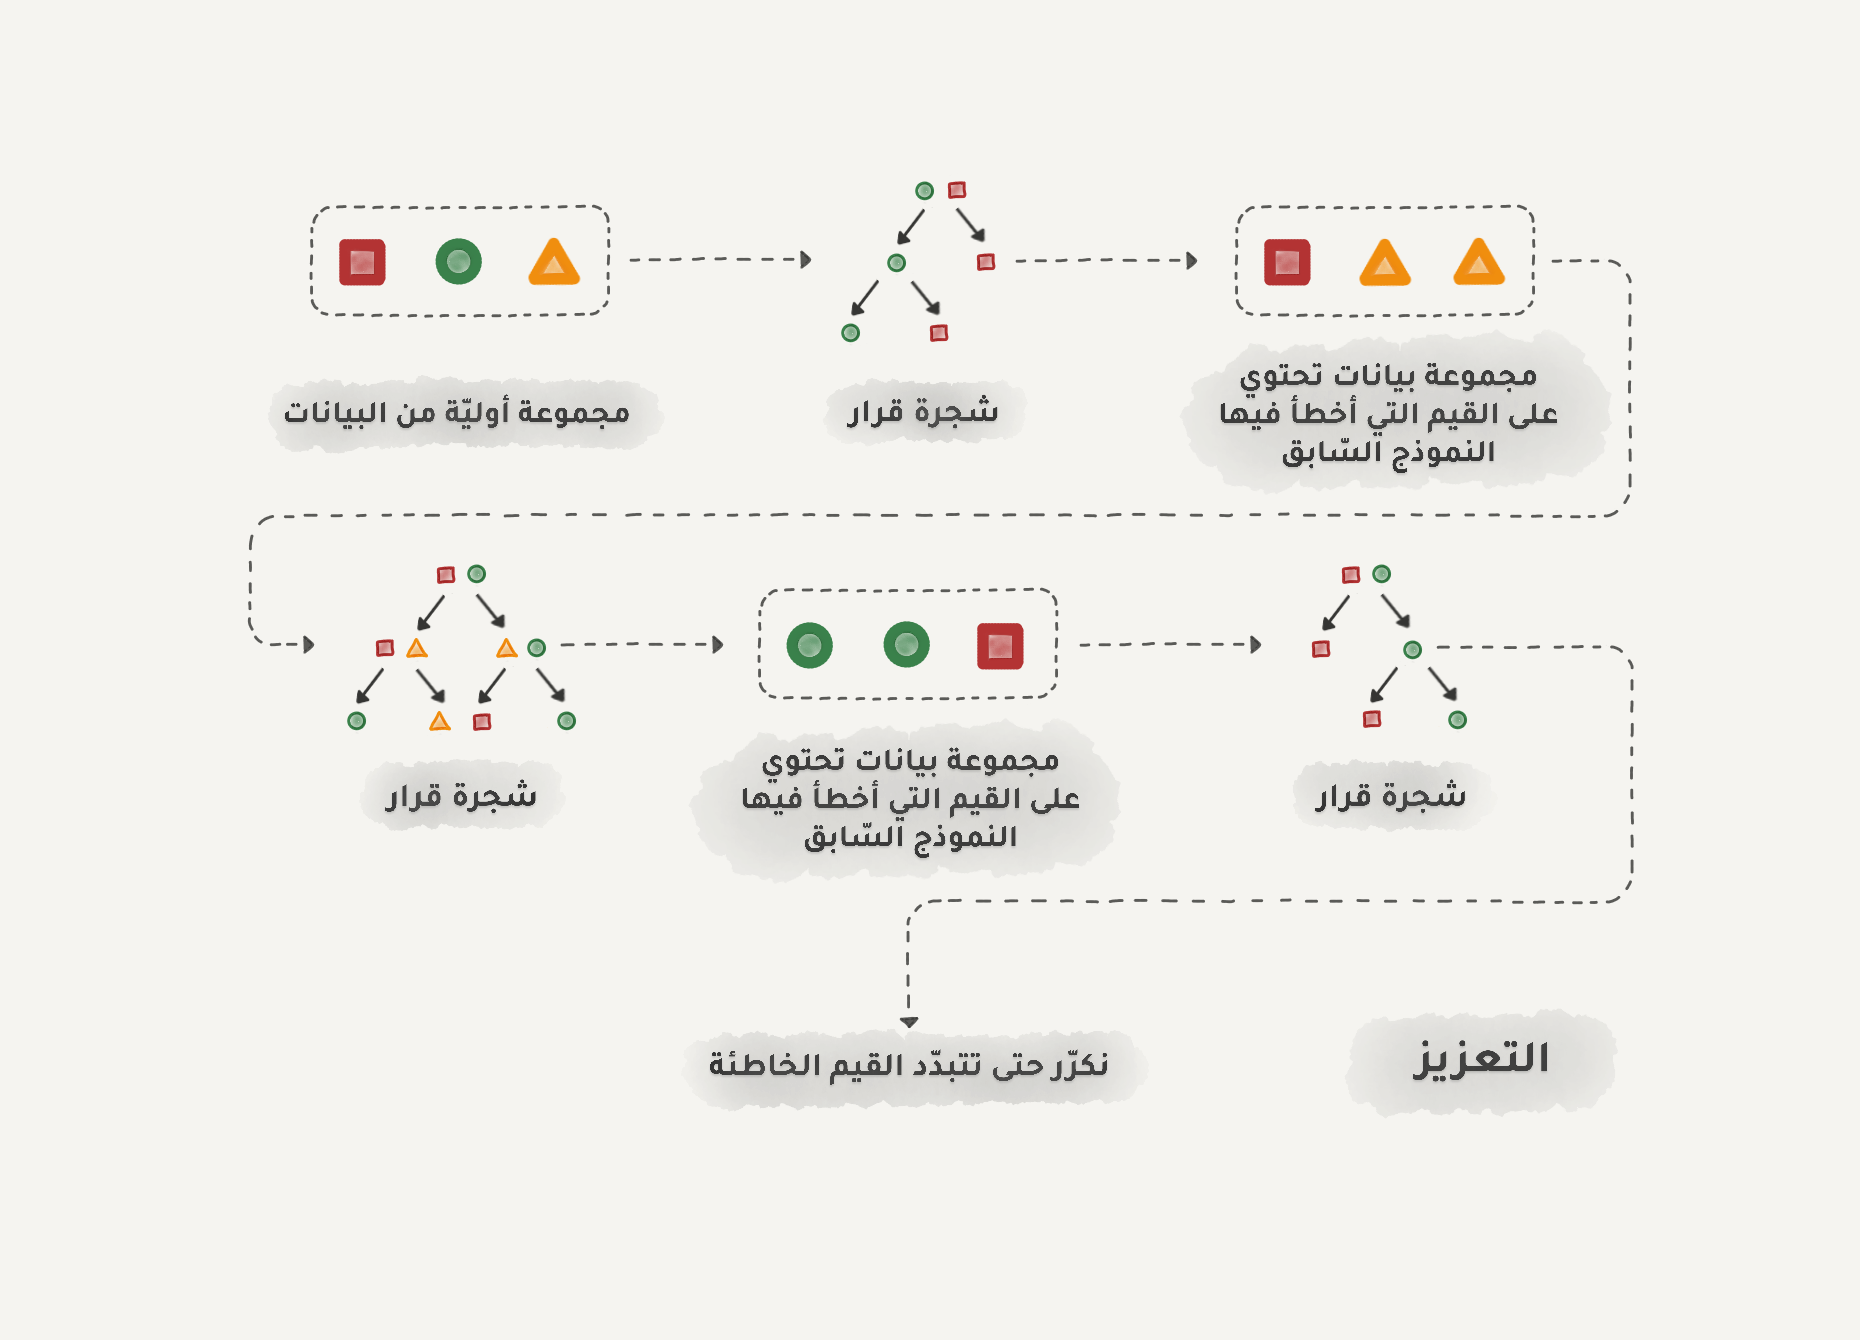 مجموعة أوليّة من البيانات
شجرة قرار
مجموعة بيانات تحتوي
على القيم التي أخطأ فيها
النموذج السّابق
شجرة قرار
مجموعة بيانات تحتوي
على القيم التي أخطأ فيها
النموذج السّابق
شجرة قرار
نكرّر حتى تتبدّد القيم الخاطئة
التعزيز